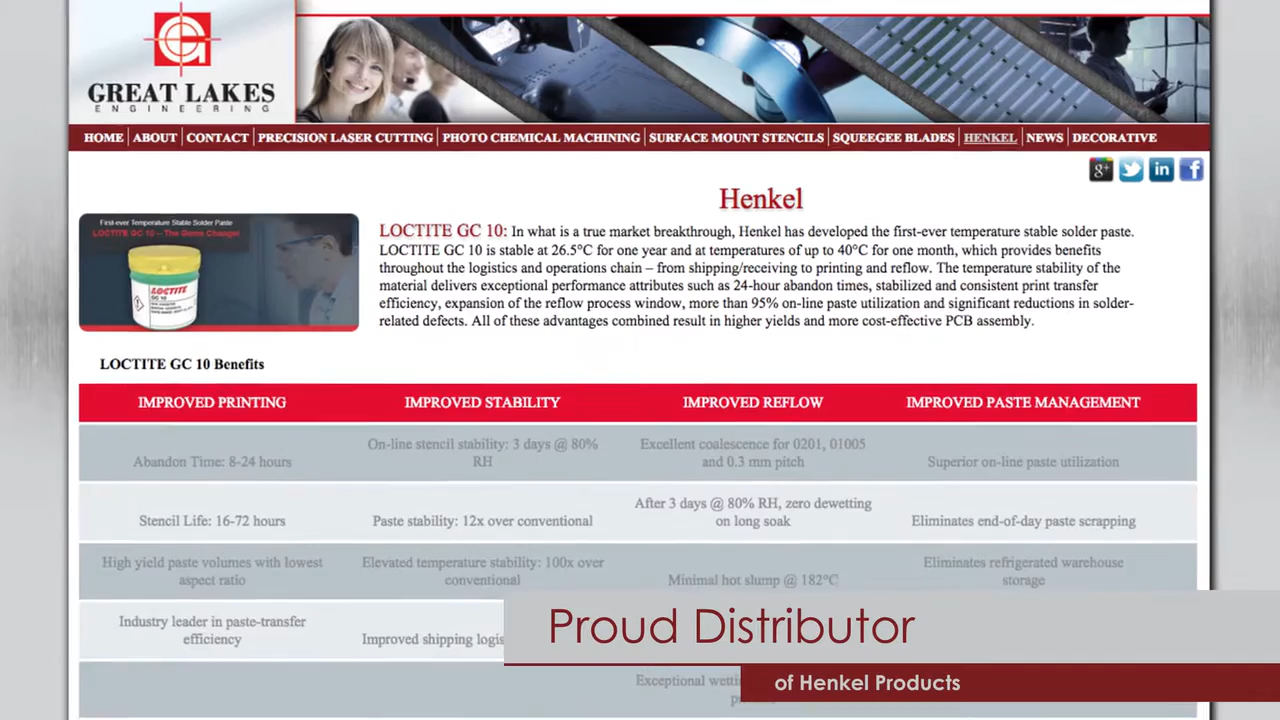 GREAT LAKES
ENGINEERING
HOME ABOUT CONTACT PRECISION LASER CUTTING PHOTO CHEMICAL MACHINING SURFACE MOUNT STENCILS SQUEEGEE BLADES HENKEL NEWS DECORATIVE
Henkel
First-ever Temperature Stable Solder Paste
LOCTITE GC 10 – The Game Changer!
LOCTITE
GC 10
LOCTITE GC 10: In what is a true market breakthrough, Henkel has developed the first-ever temperature stable solder paste.
LOCTITE GC 10 is stable at 26.5°C for one year and at temperatures of up to 40°C for one month, which provides benefits
throughout the logistics and operations chain – from shipping/receiving to printing and reflow. The temperature stability of the
material delivers exceptional performance attributes such as 24-hour abandon times, stabilized and consistent print transfer
efficiency, expansion of the reflow process window, more than 95% on-line paste utilization and significant reductions in solder-
related defects. All of these advantages combined result in higher yields and more cost-effective PCB assembly.
LOCTITE GC 10 Benefits
IMPROVED PRINTING IMPROVED STABILITY IMPROVED REFLOW IMPROVED PASTE MANAGEMENT
Abandon Time: 8-24 hours
On-line stencil stability: 3 days @ 80%
RH
Excellent coalescence for 0201, 01005
and 0.3 mm pitch
Superior on-line paste utilization
Stencil Life: 16-72 hours
Paste stability: 12x over conventional
After 3 days @ 80% RH, zero dewetting
on long soak
Eliminates end-of-day paste scrapping
High yield paste volumes with lowest
aspect ratio
Elevated temperature stability: 100x over
conventional
Minimal hot slump @ 182°C
Eliminates refrigerated warehouse
storage
Industry leader in paste-transfer
efficiency
Improved shipping logis
Exceptional wetti
Proud Distributor
of Henkel Products